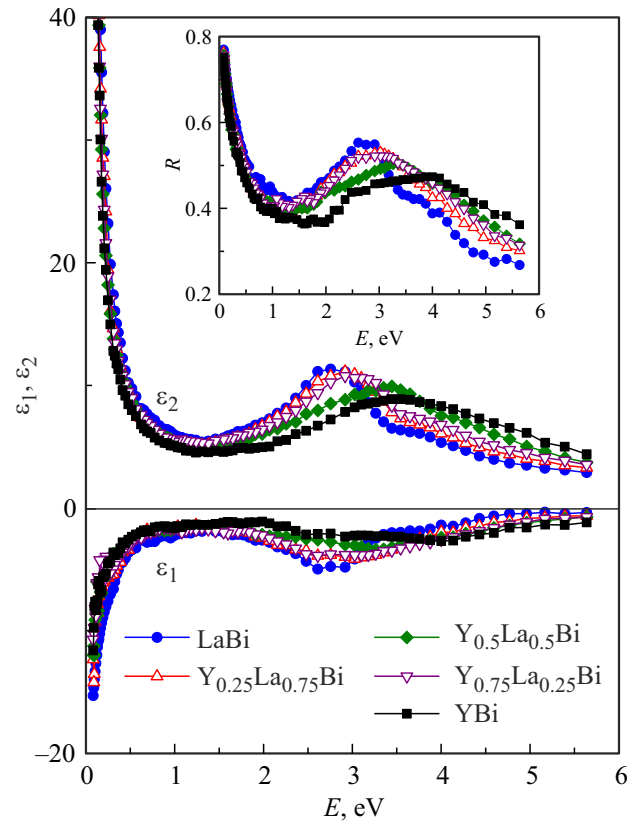 40
20
0
–20
ε₁, ε₂
0.8
0.6
0.4
0.2
R
0 1 2 3 4 5 6
E, eV
ε₂
ε₁
LaBi
Y₀.₂₅La₀.₇₅Bi
Y₀.₅La₀.₅Bi
Y₀.₇₅La₀.₂₅Bi
YBi
0 1 2 3 4 5 6
E, eV